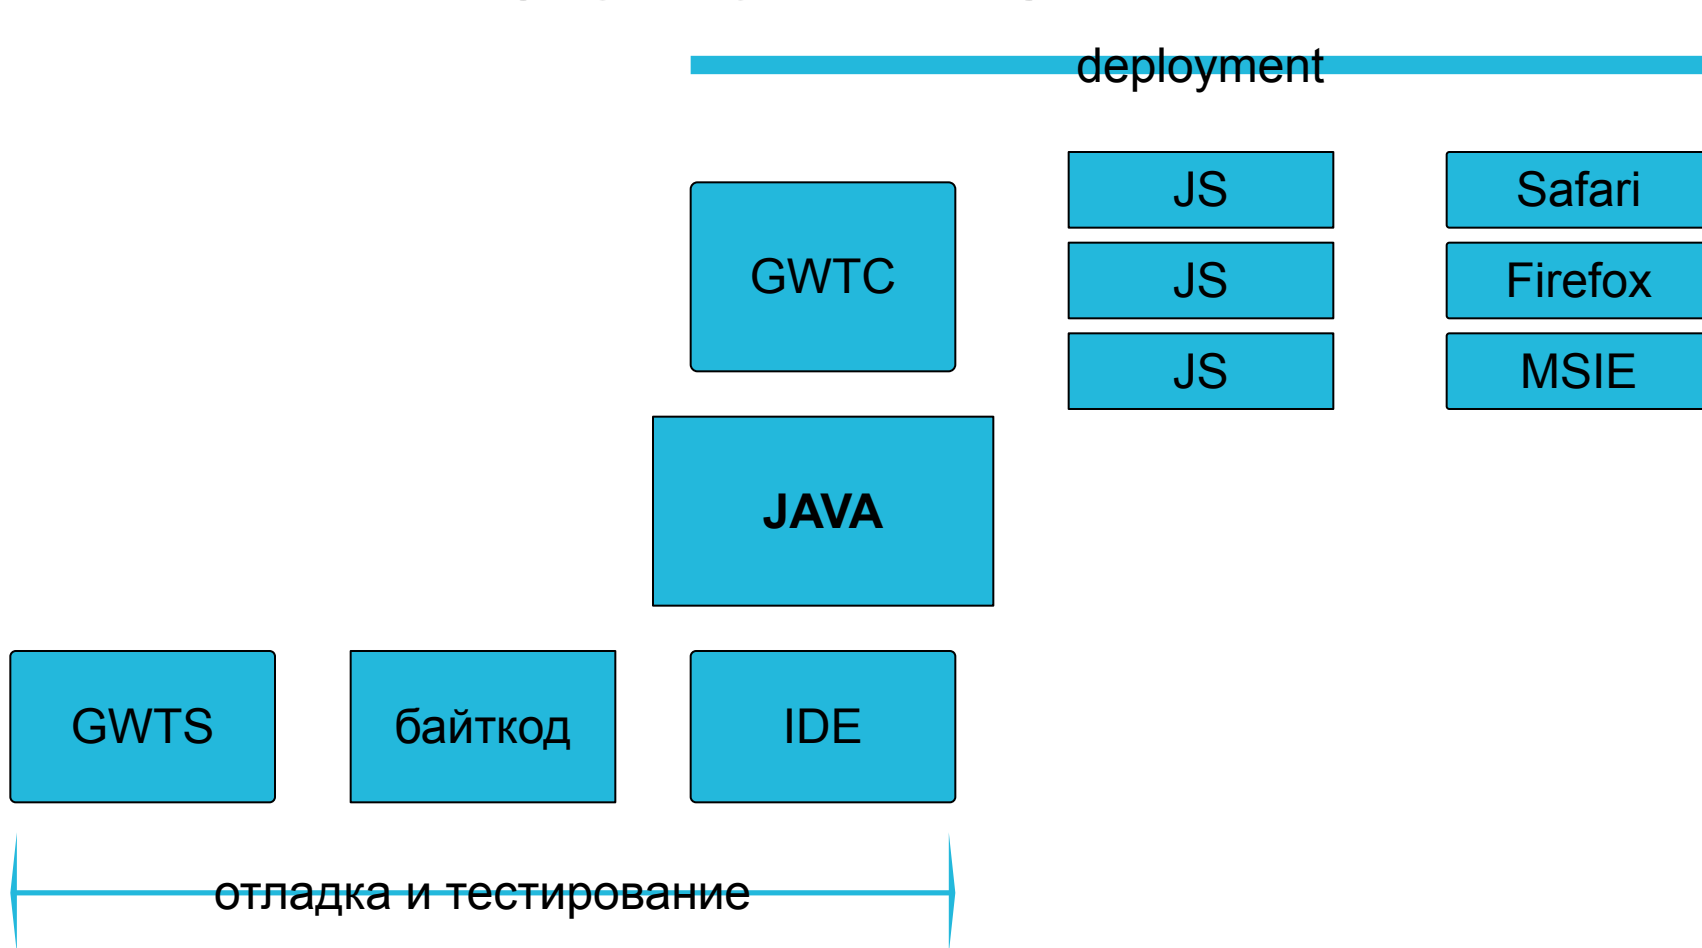 deployment
JS
Safari
GWTC
JS
Firefox
JS
MSIE
JAVA
GWTS
байткод
IDE
отладка и тестирование